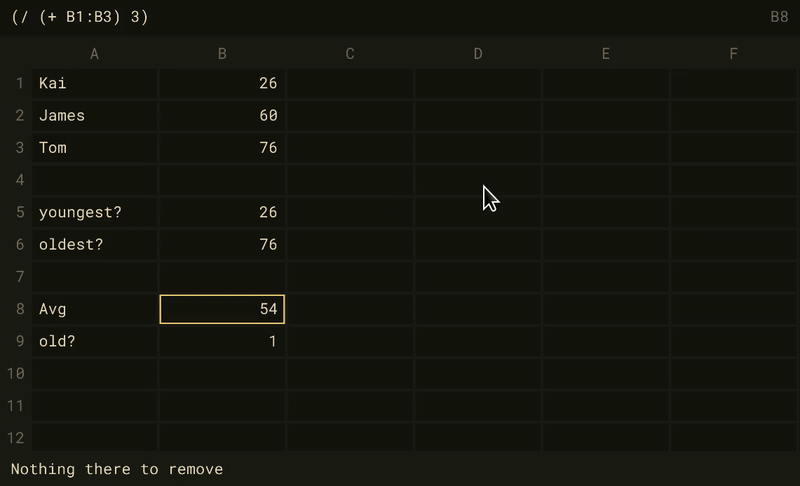 (/ (+ B1:B3) 3) B8
A B C D E F
1 Kai 26
2 James 60
3 Tom 76
4
5 youngest? 26
6 oldest? 76
7
8 Avg 54
9 old? 1
10
11
12
Nothing there to remove